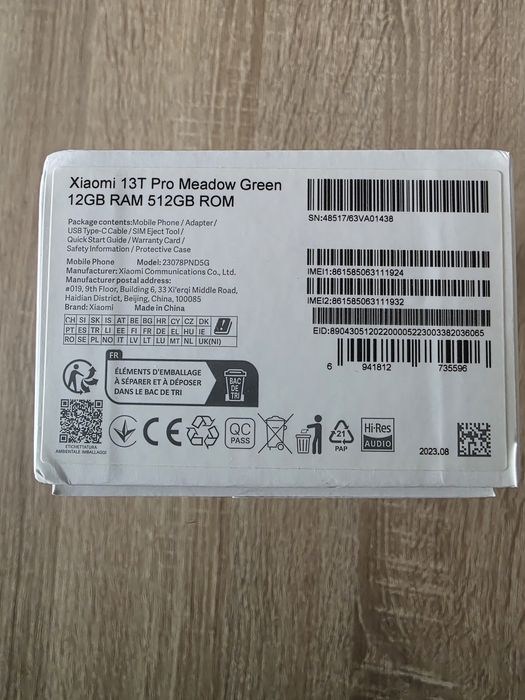 Xiaomi 13T Pro Meadow Green
12GB RAM 512GB ROM
Package contents:Mobile Phone / Adapter /
USB Type-C Cable / SIM Eject Tool /
Quick Start Guide / Warranty Card /
Safety Information / Protective Case
Mobile Phone Model: 23078PND5G
Manufacturer: Xiaomi Communications Co., Ltd.
Manufacturer postal address:
#019, 9th Floor, Building 6, 33 Xi'erqi Middle Road,
Haidian District, Beijing, China, 100085
Brand: Xiaomi Made in China
CH SI SK IS AT BE BG HR CY CZ DK
PT ES TR LI EE FI FR DE EL HU IE
RO SE PL NO IT LV LT LU MT NL UK(NI)
SN:48517/63VA01438
IMEI1:861585063111924
IMEI2:861585063111932
EID:89043051202200005223003382036065
6 941812 735596
FR
ÉLÉMENTS D'EMBALLAGE
À SÉPARER ET À DÉPOSER
DANS LE BAC DE TRI
BAC
DE
TRI
ETICHETTATURA
AMBIENTALE IMBALLAGGI
CE
QC
PASS
21
PAP
Hi-Res
AUDIO
2023.08